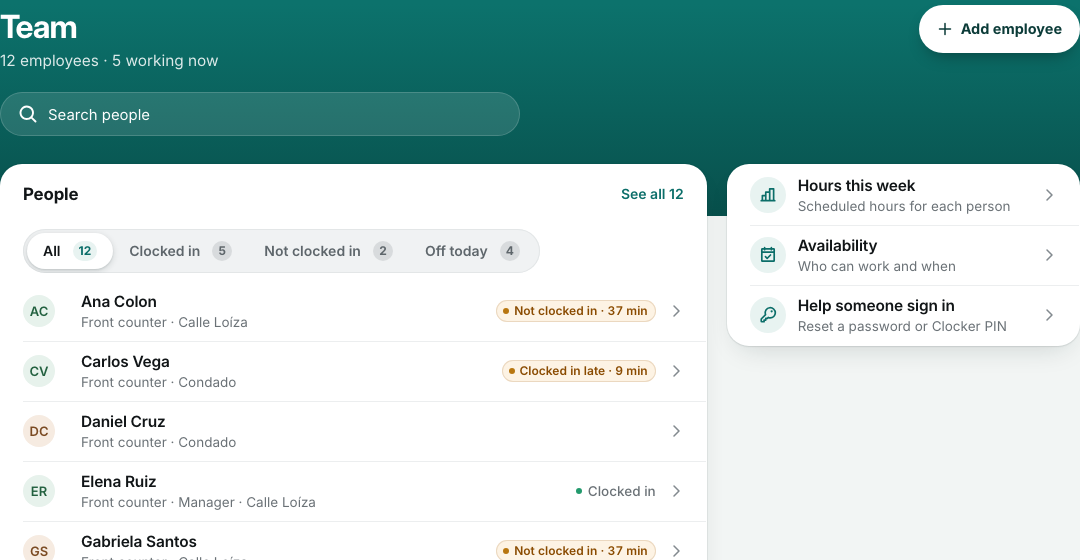 Team
12 employees · 5 working now
+ Add employee
Search people
People
See all 12
All 12
Clocked in 5
Not clocked in 2
Off today 4
AC
Ana Colon
Front counter · Calle Loíza
Not clocked in · 37 min
CV
Carlos Vega
Front counter · Condado
Clocked in late · 9 min
DC
Daniel Cruz
Front counter · Condado
ER
Elena Ruiz
Front counter · Manager · Calle Loíza
Clocked in
GS
Gabriela Santos
Not clocked in · 37 min
Hours this week
Scheduled hours for each person
Availability
Who can work and when
Help someone sign in
Reset a password or Clocker PIN